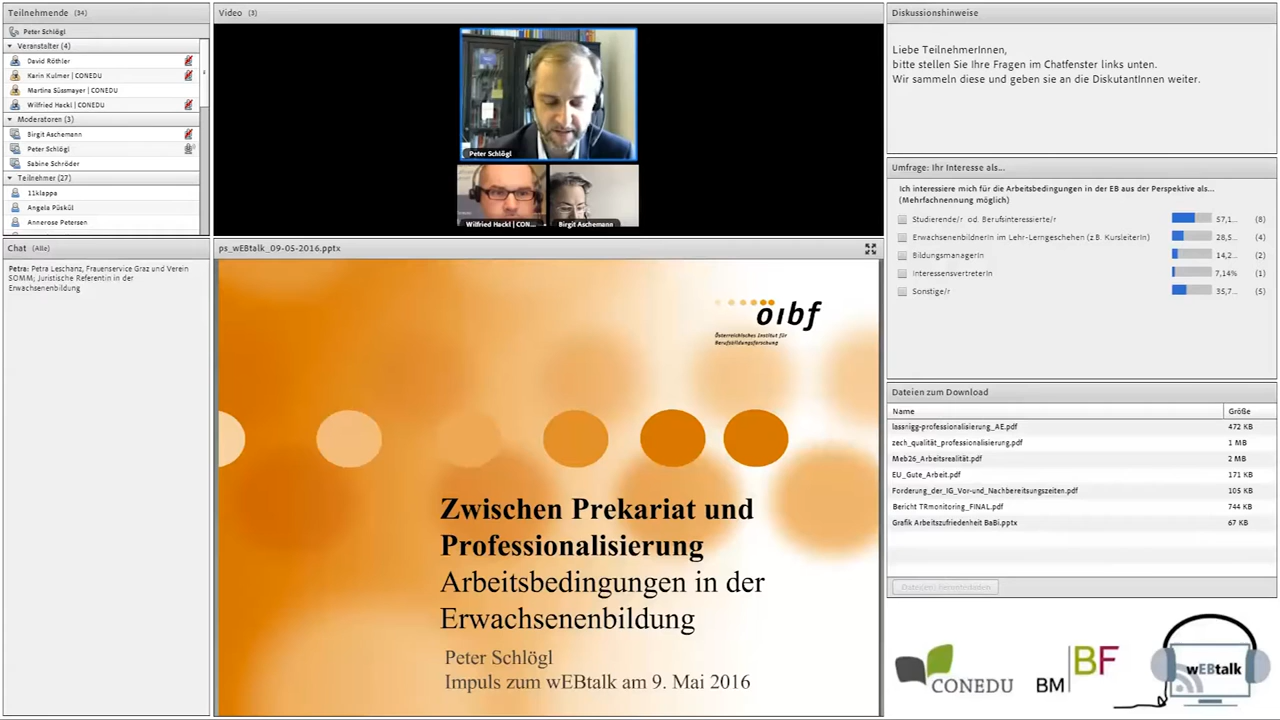 Teilnehmende (34)
Peter Schlögl
Veranstalter (4)
David Röthler
Karin Kulmer | CONEDU
Martina Süssmayer | CONEDU
Wilfried Hackl | CONEDU
Moderatoren (3)
Birgit Aschemann
Peter Schlögl
Sabine Schröder
Teilnehmer (27)
11klappa
Angela Püskül
Annerose Petersen
Chat (Alle)
Petra: Petra Leschanz, Frauenservice Graz und Verein
SOMM; Juristische Referentin in der
Erwachsenenbildung
Video (3)
Peter Schlögl
Wilfried Hackl | CON...
Birgit Aschemann
ps_wEBtalk_09-05-2016.pptx
öibf
Österreichisches Institut für
Berufsbildungsforschung
Zwischen Prekariat und
Professionalisierung
Arbeitsbedingungen in der
Erwachsenenbildung
Peter Schlögl
Impuls zum wEBtalk am 9. Mai 2016
Diskussionshinweise
Liebe TeilnehmerInnen,
bitte stellen Sie Ihre Fragen im Chatfenster links unten.
Wir sammeln diese und geben sie an die DiskutantInnen weiter.
Umfrage: Ihr Interesse als...
Ich interessiere mich für die Arbeitsbedingungen in der EB aus der Perspektive als...
(Mehrfachnennung möglich)
Studierende/r od. Berufsinteressierte/r 57,1... (8)
ErwachsenenbildnerIn im Lehr-Lerngeschehen (z.B. KursleiterIn) 28,5... (4)
BildungsmanagerIn 14,2... (2)
InteressensvertreterIn 7,14% (1)
Sonstige/r 35,7... (5)
Dateien zum Download
Name Größe
lassnigg-professionalisierung_AE.pdf 472 KB
zech_qualität_professionalisierung.pdf 1 MB
Meb26_Arbeitsrealität.pdf 2 MB
EU_Gute_Arbeit.pdf 171 KB
Forderung_der_IG_Vor-und_Nachbereitungszeiten.pdf 105 KB
Bericht TRmonitoring_FINAL.pdf 744 KB
Grafik Arbeitszufriedenheit BaBi.pptx 67 KB
Datei(en) herunterladen
CONEDU
BM BF
wEBtalk